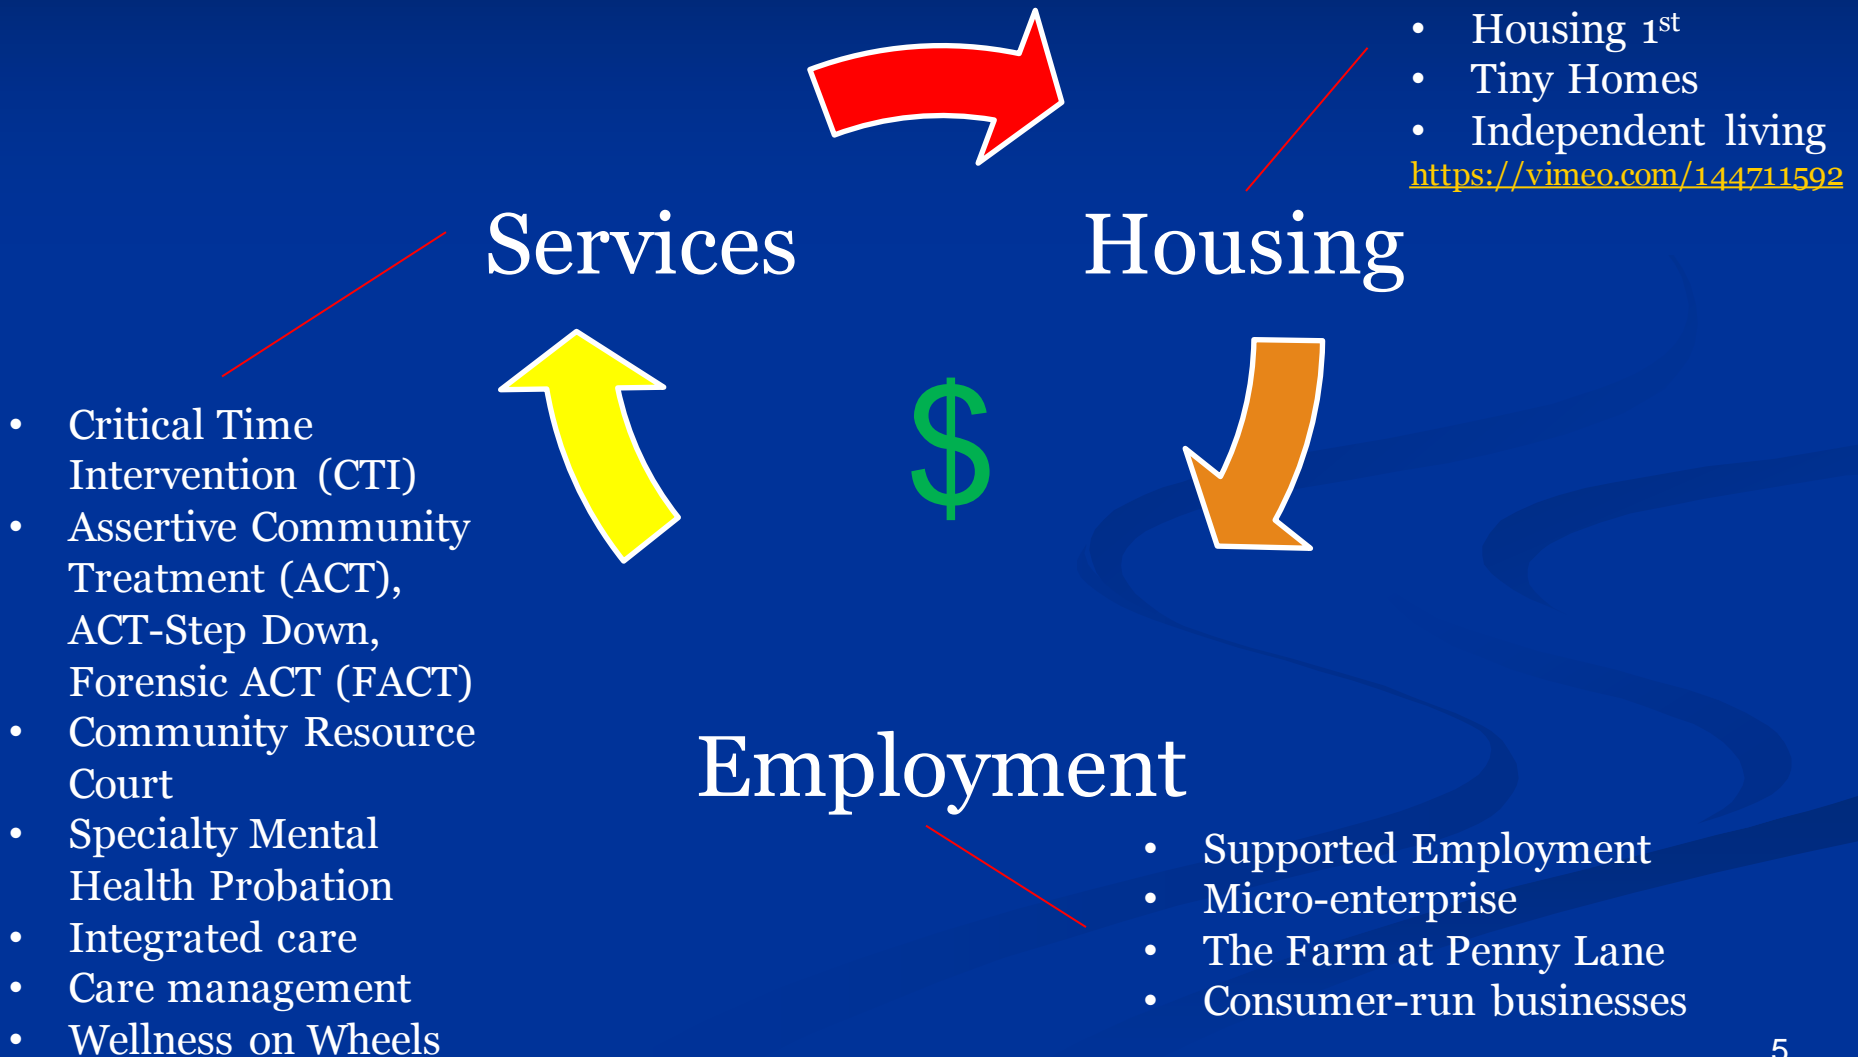 • Housing 1st
• Tiny Homes
• Independent living
https://vimeo.com/144711592
Services
Housing
$
• Critical Time
Intervention (CTI)
• Assertive Community
Treatment (ACT),
ACT-Step Down,
Forensic ACT (FACT)
• Community Resource
Court
• Specialty Mental
Health Probation
• Integrated care
• Care management
• Wellness on Wheels
Employment
• Supported Employment
• Micro-enterprise
• The Farm at Penny Lane
• Consumer-run businesses
5